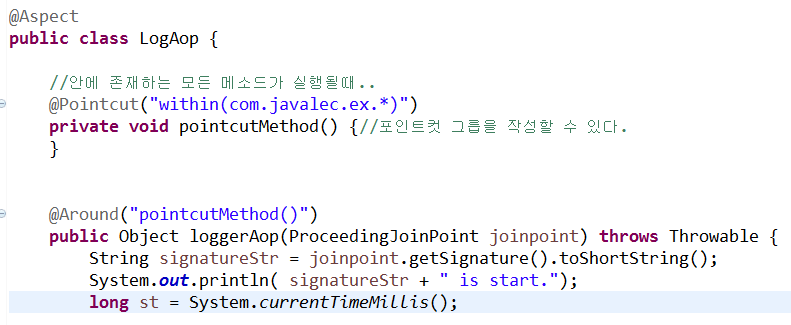 @Aspect
public class LogAop {
//안에 존재하는 모든 메소드가 실행될때..
@Pointcut("within(com.javalec.ex.*)")
private void pointcutMethod() {//포인트컷 그룹을 작성할 수 있다.
}
@Around("pointcutMethod()")
public Object loggerAop(ProceedingJoinPoint joinpoint) throws Throwable {
String signatureStr = joinpoint.getSignature().toShortString();
System.out.println( signatureStr + " is start.");
long st = System.currentTimeMillis();